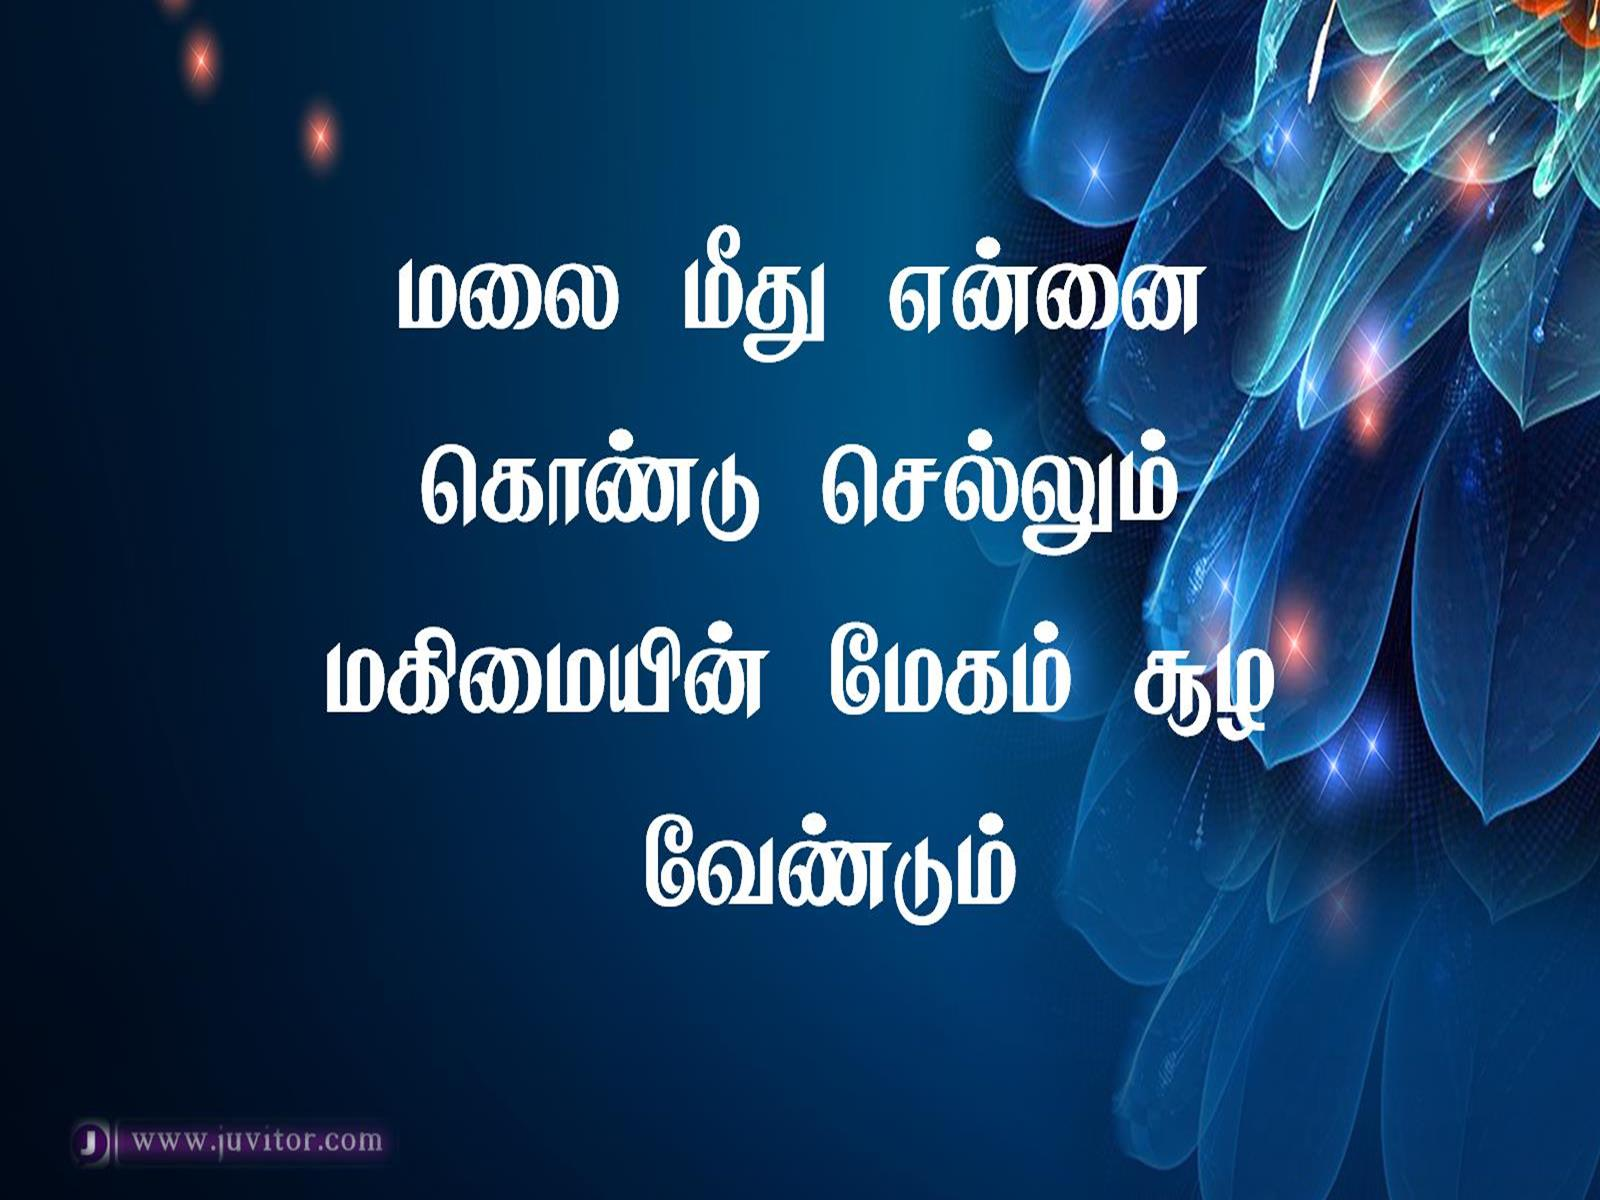 மலை மீது என்னை
கொண்டு செல்லும்
மகிமையின் மேகம் சூழ
வேண்டும்
J www.juvitor.com